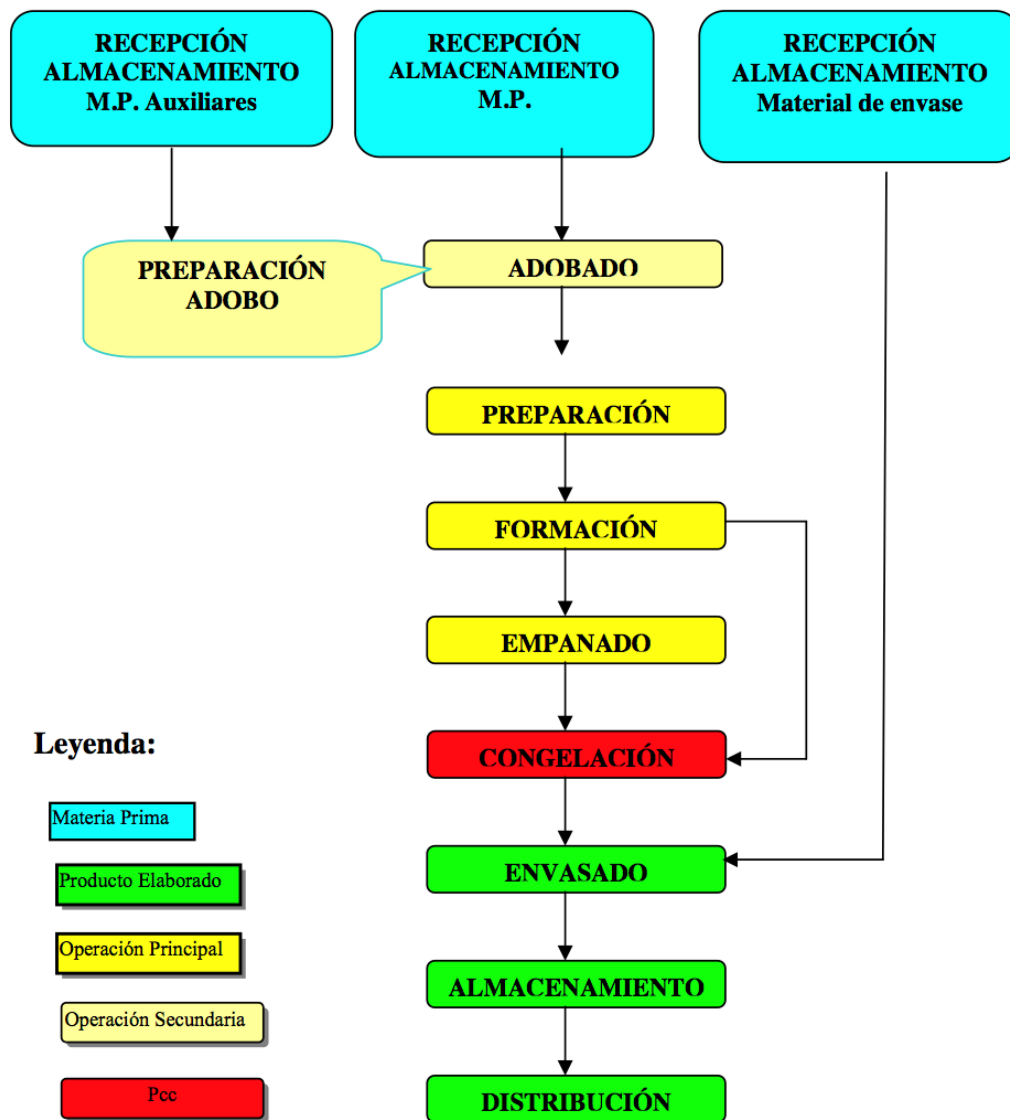 RECEPCIÓN
ALMACENAMIENTO
M.P. Auxiliares
RECEPCIÓN
ALMACENAMIENTO
M.P.
RECEPCIÓN
ALMACENAMIENTO
Material de envase
PREPARACIÓN
ADOBO
ADOBADO
PREPARACIÓN
FORMACIÓN
EMPANADO
CONGELACIÓN
ENVASADO
ALMACENAMIENTO
DISTRIBUCIÓN
Leyenda:
Materia Prima
Producto Elaborado
Operación Principal
Operación Secundaria
Pcc